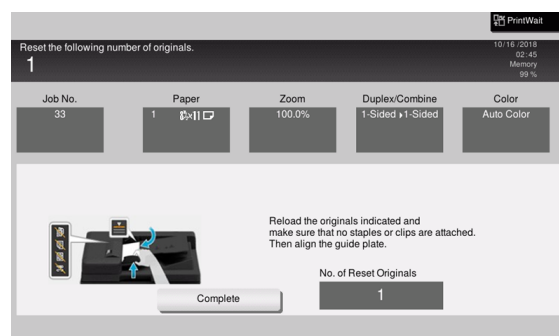 PrintWait
Reset the following number of originals.
1
10/16 /2018
02:45
Memory
99 %
Job No.
Paper
Zoom
Duplex/Combine
Color
33
1 8½×11
100.0%
1-Sided ▸1-Sided
Auto Color
Reload the originals indicated and
make sure that no staples or clips are attached.
Then align the guide plate.
No. of Reset Originals
1
Complete